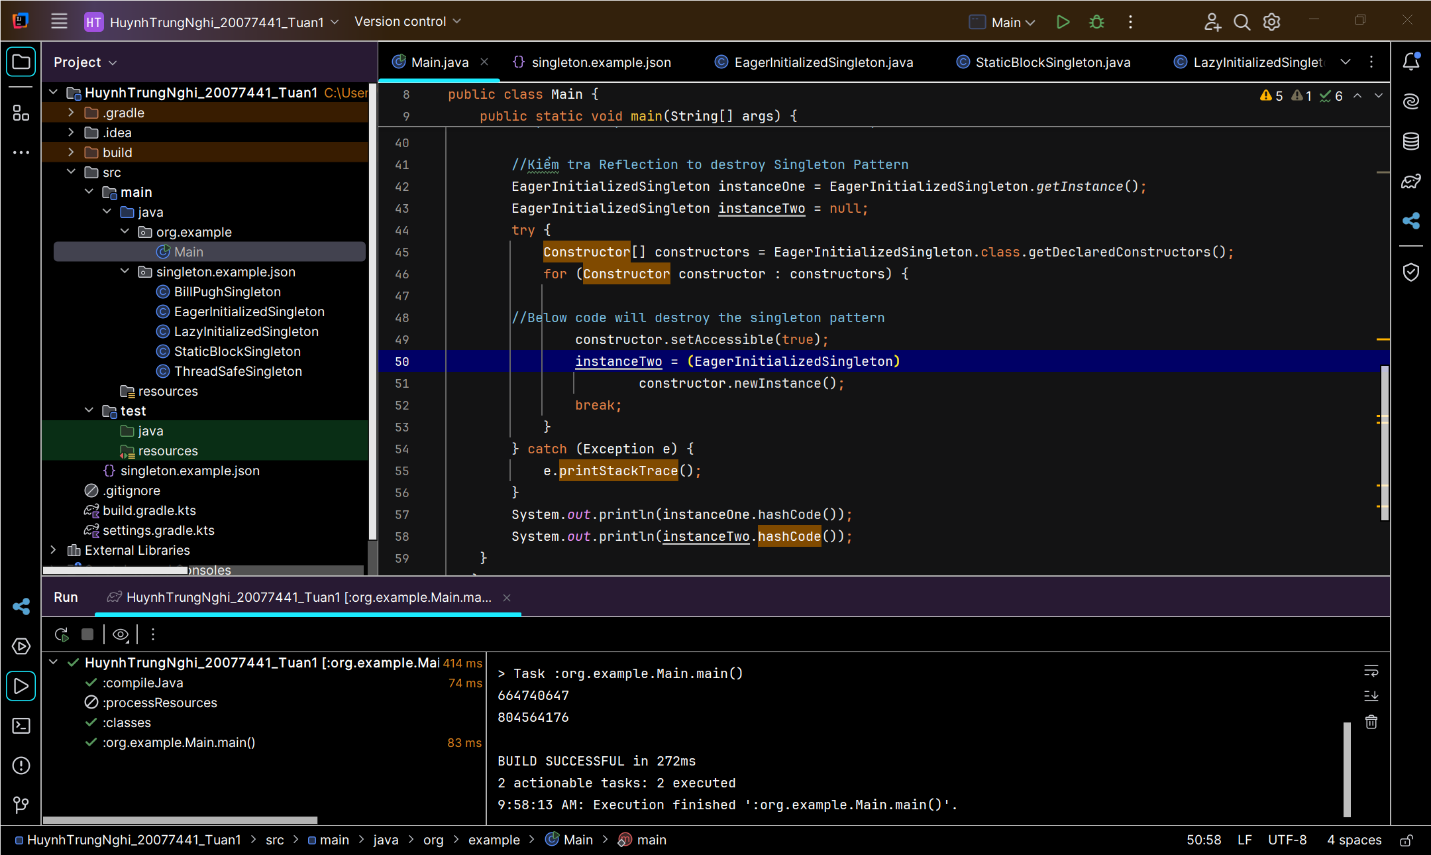 HT HuynhTrungNghi_20077441_Tuan1 Version control Main
Project
Main.java singleton.example.json EagerInitializedSingleton.java StaticBlockSingleton.java LazyInitializedSinglet
HuynhTrungNghi_20077441_Tuan1 C:\User
.gradle
.idea
build
src
main
java
org.example
Main
singleton.example.json
BillPughSingleton
EagerInitializedSingleton
LazyInitializedSingleton
StaticBlockSingleton
ThreadSafeSingleton
resources
test
java
resources
singleton.example.json
.gitignore
build.gradle.kts
settings.gradle.kts
External Libraries
onsoles
8 public class Main {
5 1 6
9 public static void main(String[] args) {
40
41 //Kiểm tra Reflection to destroy Singleton Pattern
42 EagerInitializedSingleton instanceOne = EagerInitializedSingleton.getInstance();
43 EagerInitializedSingleton instanceTwo = null;
44 try {
45 Constructor[] constructors = EagerInitializedSingleton.class.getDeclaredConstructors();
46 for (Constructor constructor : constructors) {
47
48 //Below code will destroy the singleton pattern
49 constructor.setAccessible(true);
50 instanceTwo = (EagerInitializedSingleton)
51 constructor.newInstance();
52 break;
53 }
54 } catch (Exception e) {
55 e.printStackTrace();
56 }
57 System.out.println(instanceOne.hashCode());
58 System.out.println(instanceTwo.hashCode());
59 }
Run HuynhTrungNghi_20077441_Tuan1 [:org.example.Main.ma...
HuynhTrungNghi_20077441_Tuan1 [:org.example.Mai 414 ms
:compileJava 74 ms
:processResources
:classes
:org.example.Main.main() 83 ms
> Task :org.example.Main.main()
664740647
804564176
BUILD SUCCESSFUL in 272ms
2 actionable tasks: 2 executed
9:58:13 AM: Execution finished ':org.example.Main.main()'.
HuynhTrungNghi_20077441_Tuan1 > src > main > java > org > example > Main > main 50:58 LF UTF-8 4 spaces